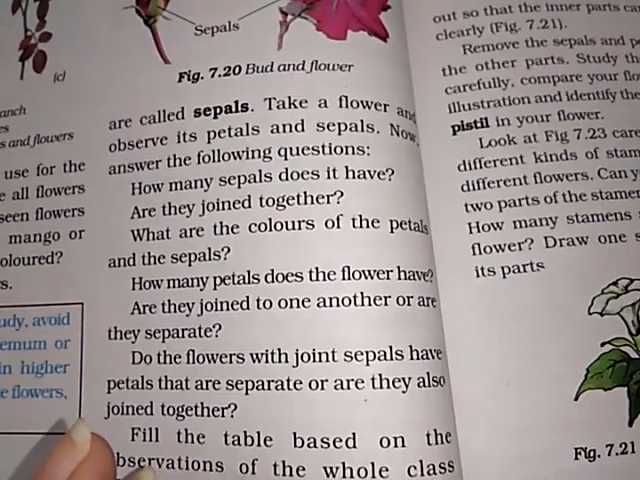 (c)
anch
es
s and flowers
use for the
e all flowers
seen flowers
mango or
oloured?
s.
udy, avoid
emum or
in higher
e flowers,
Sepals
Fig. 7.20 Bud and flower
are called sepals. Take a flower and
observe its petals and sepals. Now,
answer the following questions:
How many sepals does it have?
Are they joined together?
What are the colours of the petals
and the sepals?
How many petals does the flower have?
Are they joined to one another or are
they separate?
Do the flowers with joint sepals have
petals that are separate or are they also
joined together?
Fill the table based on the
bservations of the whole class
out so that the inner parts ca
clearly (Fig. 7.21).
Remove the sepals and pe
the other parts. Study th
carefully, compare your flo
illustration and identify the
pistil in your flower.
Look at Fig 7.23 care
different kinds of stam
different flowers. Can y
two parts of the stamen
How many stamens
flower? Draw one s
its parts
Fig. 7.21